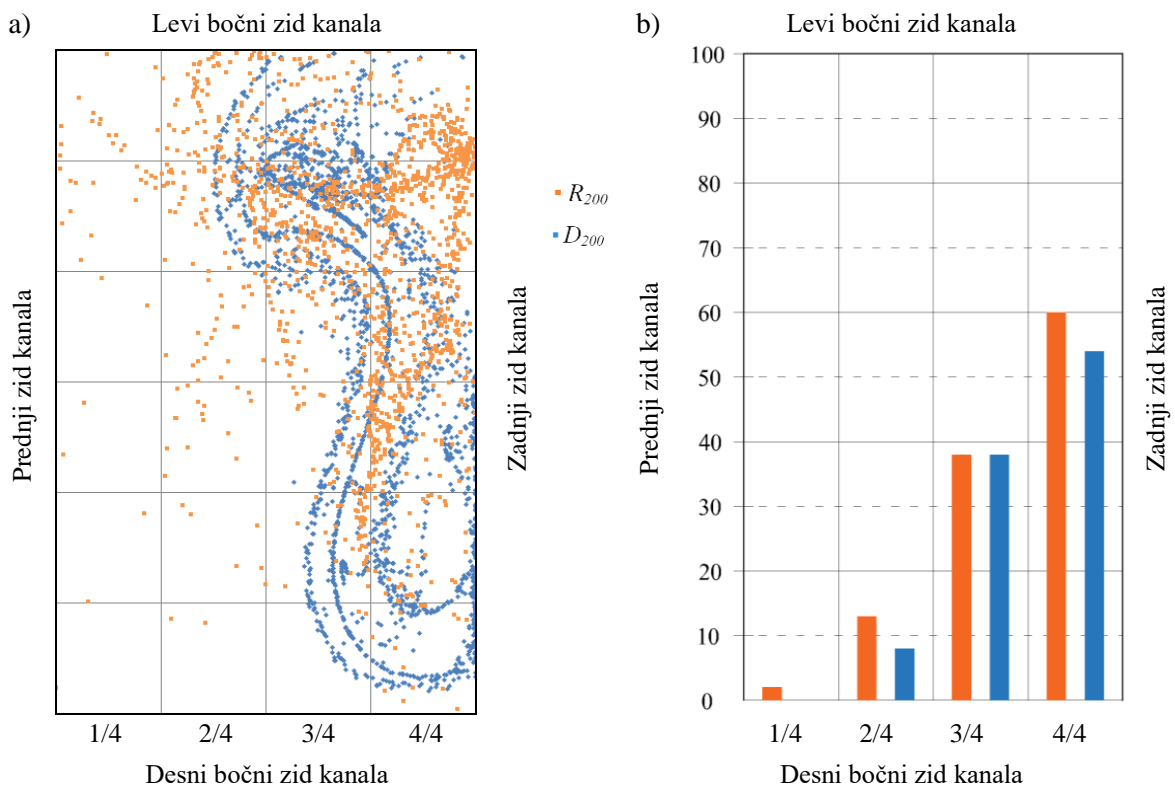 a)
Levi bočni zid kanala
Prednji zid kanala
Zadnji zid kanala
1/4 2/4 3/4 4/4
Desni bočni zid kanala
R200
D200
b)
Levi bočni zid kanala
Prednji zid kanala
100
90
80
70
60
50
40
30
20
10
0
Zadnji zid kanala
1/4 2/4 3/4 4/4
Desni bočni zid kanala